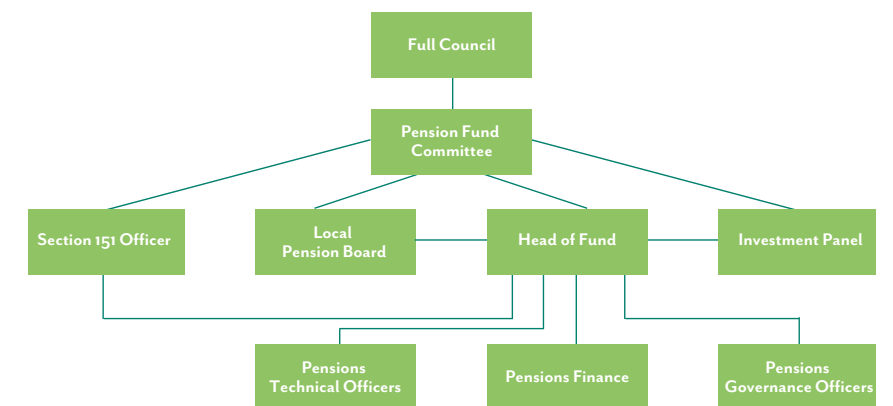 Full Council
Pension Fund
Committee
Section 151 Officer
Local
Pension Board
Head of Fund
Investment Panel
Pensions
Technical Officers
Pensions Finance
Pensions
Governance Officers